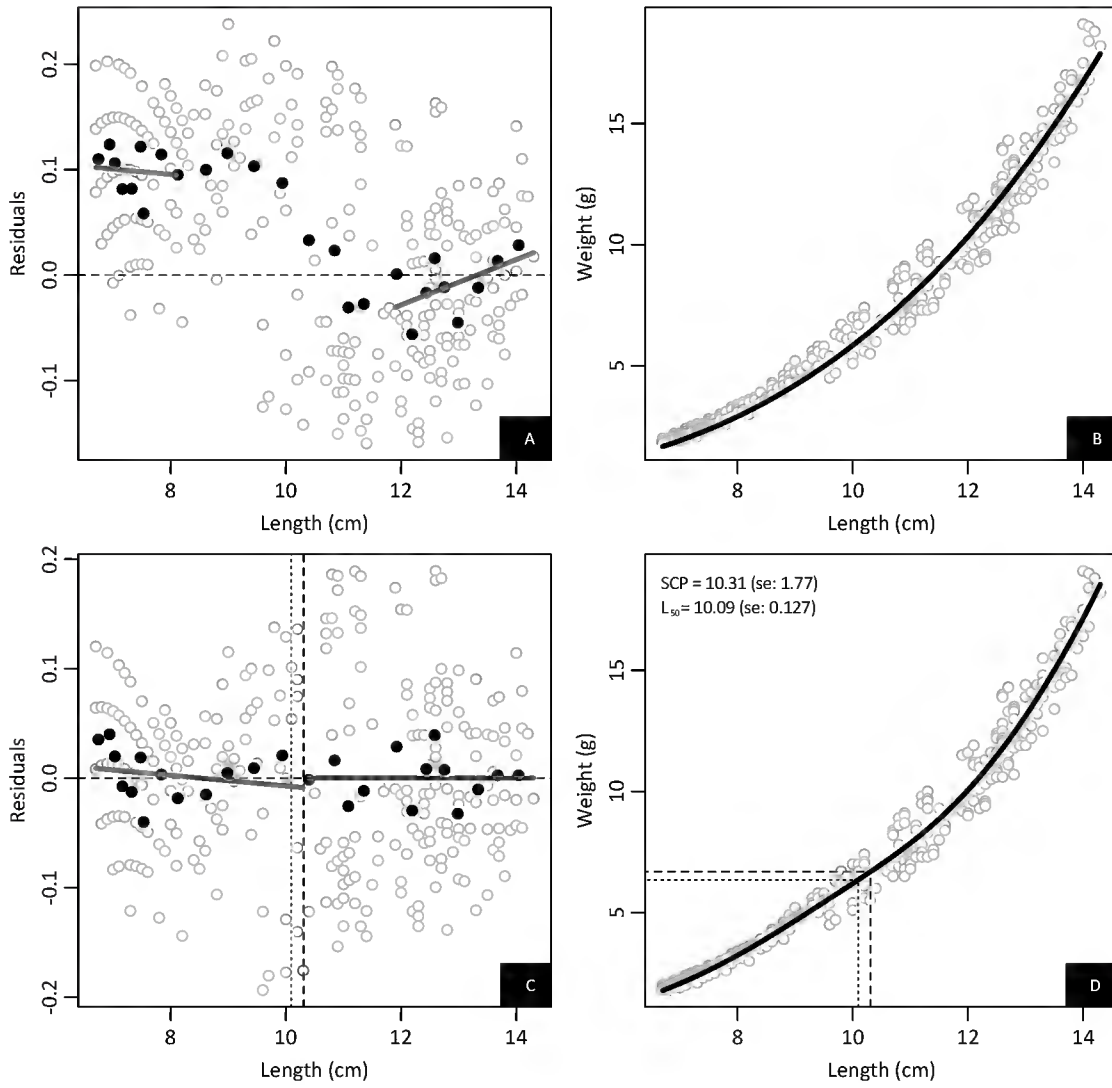 0.2
0.1
0.0
-0.1
Residuals
8 10 12 14
Length (cm)
A
15
10
5
Weight (g)
8 10 12 14
Length (cm)
B
0.2
0.1
0.0
-0.1
-0.2
Residuals
8 10 12 14
Length (cm)
C
SCP = 10.31 (se: 1.77)
L₅₀= 10.09 (se: 0.127)
15
10
5
Weight (g)
8 10 12 14
Length (cm)
D